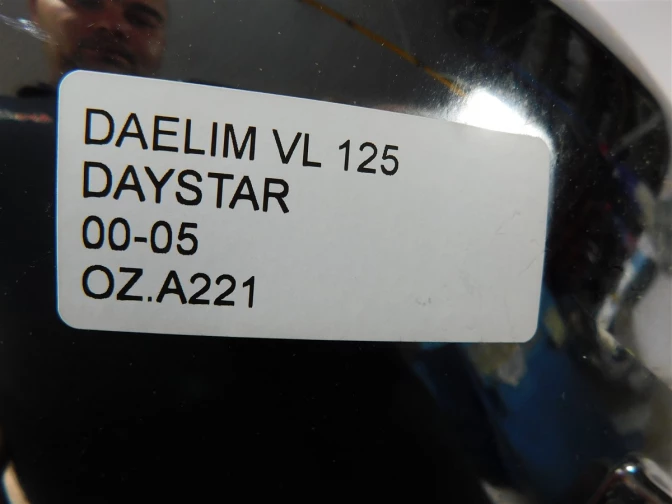 DAELIM VL 125
DAYSTAR
00-05
OZ.A221